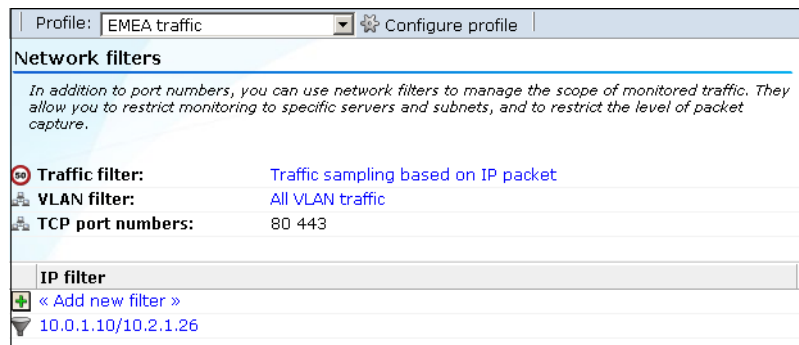 Profile: EMEA traffic Configure profile
Network filters
In addition to port numbers, you can use network filters to manage the scope of monitored traffic. They
allow you to restrict monitoring to specific servers and subnets, and to restrict the level of packet
capture.
50 Traffic filter: Traffic sampling based on IP packet
VLAN filter: All VLAN traffic
TCP port numbers: 80 443
IP filter
« Add new filter »
10.0.1.10/10.2.1.26